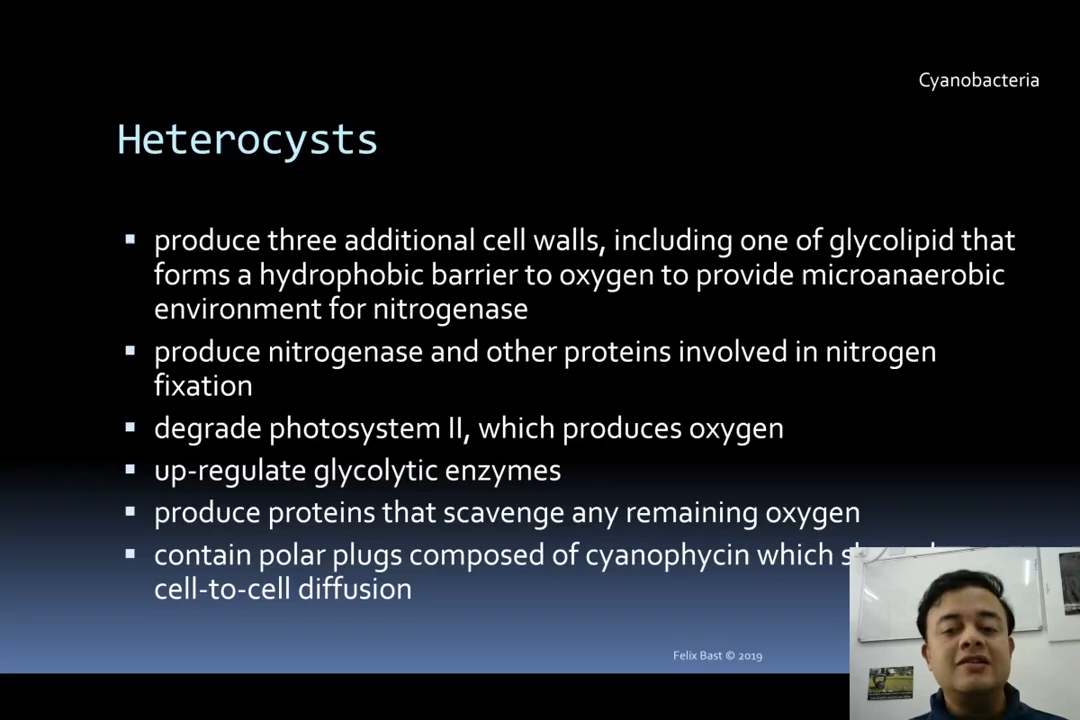 Cyanobacteria
Heterocysts
▪ produce three additional cell walls, including one of glycolipid that
forms a hydrophobic barrier to oxygen to provide microanaerobic
environment for nitrogenase
▪ produce nitrogenase and other proteins involved in nitrogen
fixation
▪ degrade photosystem II, which produces oxygen
▪ up-regulate glycolytic enzymes
▪ produce proteins that scavenge any remaining oxygen
▪ contain polar plugs composed of cyanophycin which
cell-to-cell diffusion
Felix Bast © 2019